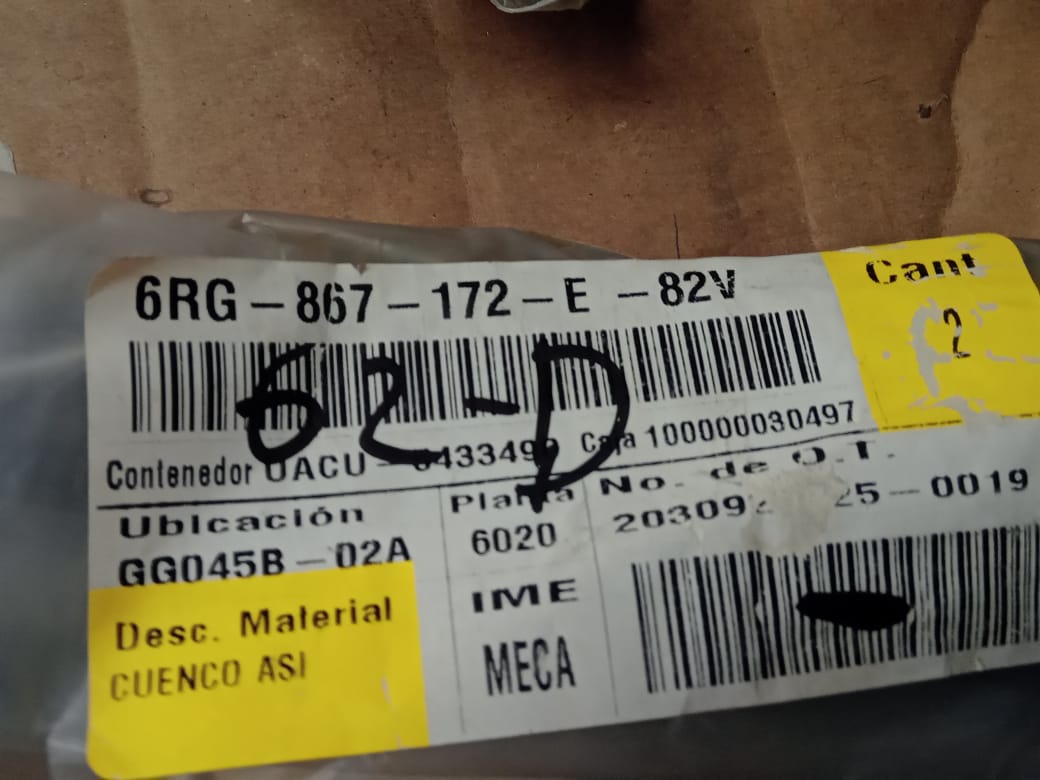 6RG-867-172-E -82V
Cant
2
62-D
Contenedor UACU- Caja 100000030497
Ubicación
GG045B-02A
Planta
6020
No. de O.T.
25-0019
IME
MECA
Desc. Material
CUENCO ASI